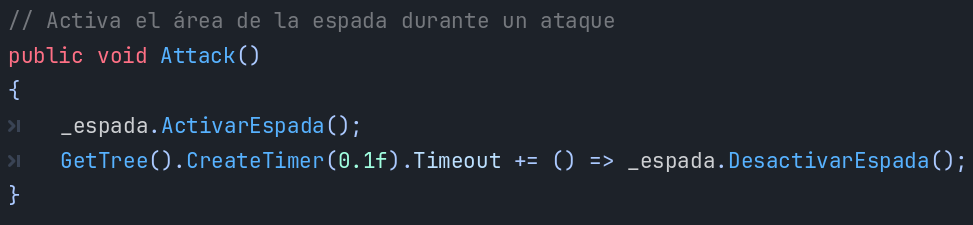 // Activa el área de la espada durante un ataque
public void Attack()
{
_espada.ActivarEspada();
GetTree().CreateTimer(0.1f).Timeout += () => _espada.DesactivarEspada();
}